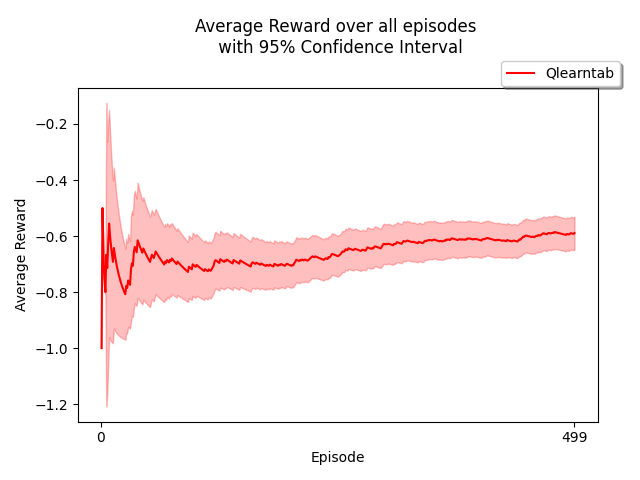 Average Reward over all episodes
with 95% Confidence Interval
Qlearntab
−0.2
−0.4
−0.6
−0.8
−1.0
−1.2
Average Reward
0
499
Episode